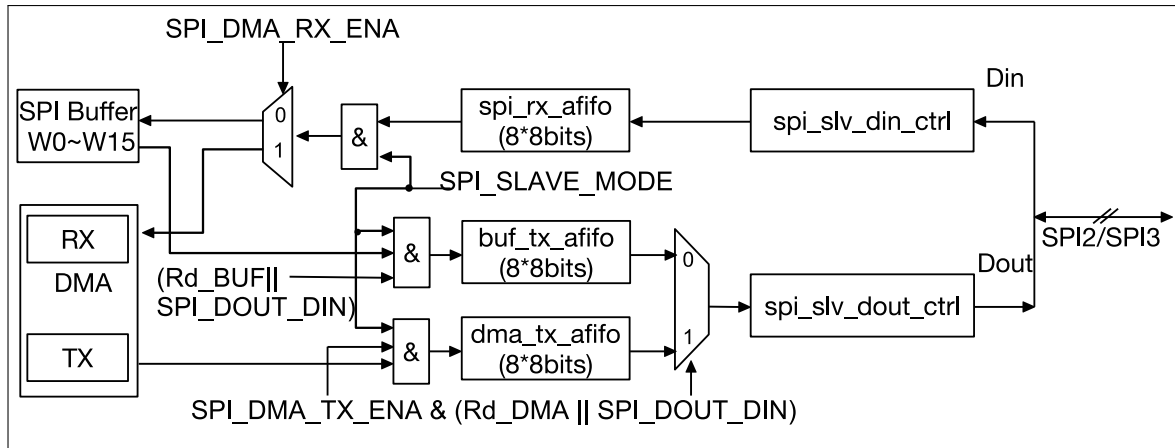 SPI_DMA_RX_ENA
Din
SPI Buffer
W0~W15
0
1
&
spi_rx_afifo
(8*8bits)
spi_slv_din_ctrl
SPI_SLAVE_MODE
RX
DMA
TX
&
buf_tx_afifo
(8*8bits)
0
1
SPI2/SPI3
Dout
(Rd_BUF||
SPI_DOUT_DIN)
spi_slv_dout_ctrl
&
dma_tx_afifo
(8*8bits)
SPI_DMA_TX_ENA & (Rd_DMA || SPI_DOUT_DIN)